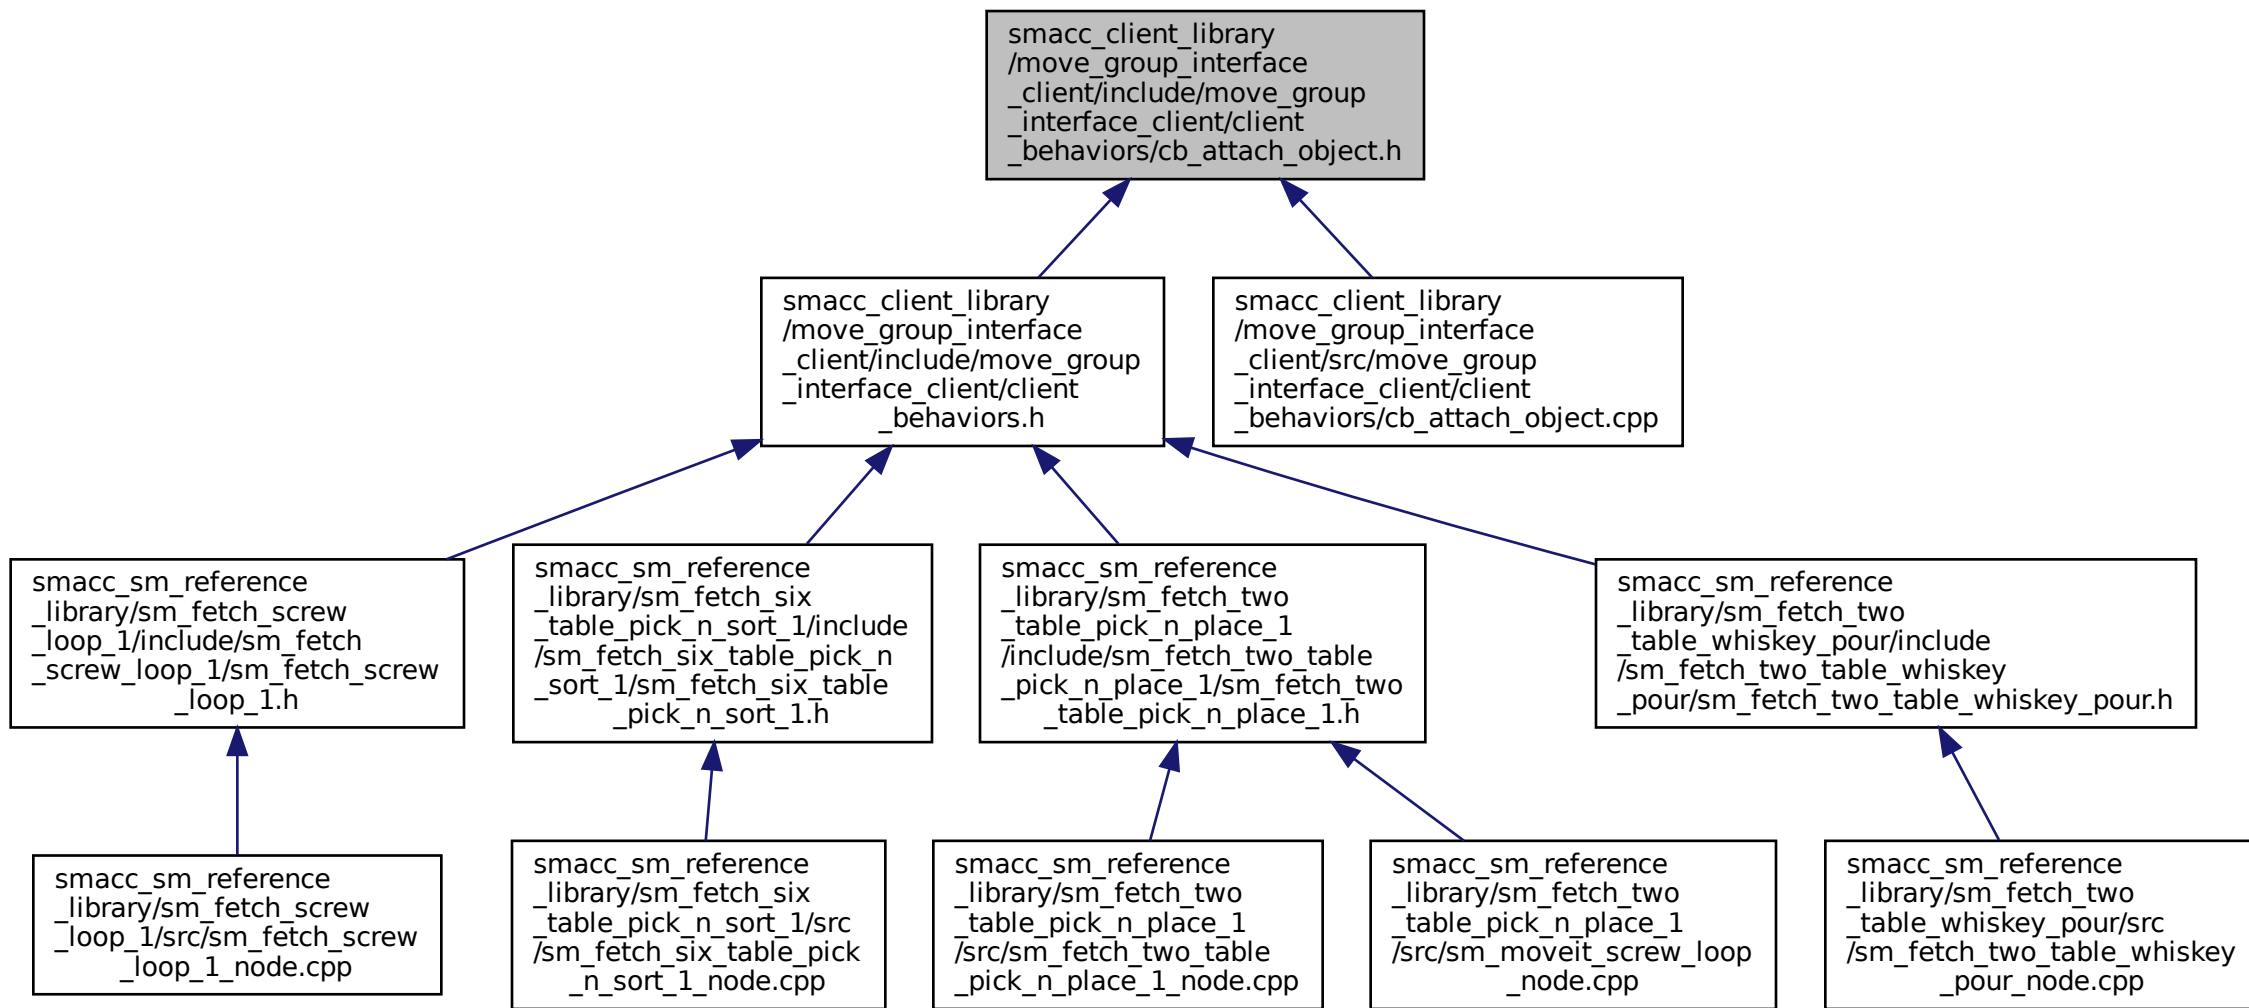 smacc_client_library
/move_group_interface
_client/include/move_group
_interface_client/client
_behaviors/cb_attach_object.h
smacc_client_library
/move_group_interface
_client/include/move_group
_interface_client/client
_behaviors.h
smacc_client_library
/move_group_interface
_client/src/move_group
_interface_client/client
_behaviors/cb_attach_object.cpp
smacc_sm_reference
_library/sm_fetch_screw
_loop_1/include/sm_fetch
_screw_loop_1/sm_fetch_screw
_loop_1.h
smacc_sm_reference
_library/sm_fetch_six
_table_pick_n_sort_1/include
/sm_fetch_six_table_pick_n
_sort_1/sm_fetch_six_table
_pick_n_sort_1.h
smacc_sm_reference
_library/sm_fetch_two
_table_pick_n_place_1
/include/sm_fetch_two_table
_pick_n_place_1/sm_fetch_two
_table_pick_n_place_1.h
smacc_sm_reference
_library/sm_fetch_two
_table_whiskey_pour/include
/sm_fetch_two_table_whiskey
_pour/sm_fetch_two_table_whiskey_pour.h
smacc_sm_reference
_library/sm_fetch_screw
_loop_1/src/sm_fetch_screw
_loop_1_node.cpp
smacc_sm_reference
_library/sm_fetch_six
_table_pick_n_sort_1/src
/sm_fetch_six_table_pick
_n_sort_1_node.cpp
smacc_sm_reference
_library/sm_fetch_two
_table_pick_n_place_1
/src/sm_fetch_two_table
_pick_n_place_1_node.cpp
smacc_sm_reference
_library/sm_fetch_two
_table_pick_n_place_1
/src/sm_moveit_screw_loop
_node.cpp
smacc_sm_reference
_library/sm_fetch_two
_table_whiskey_pour/src
/sm_fetch_two_table_whiskey
_pour_node.cpp